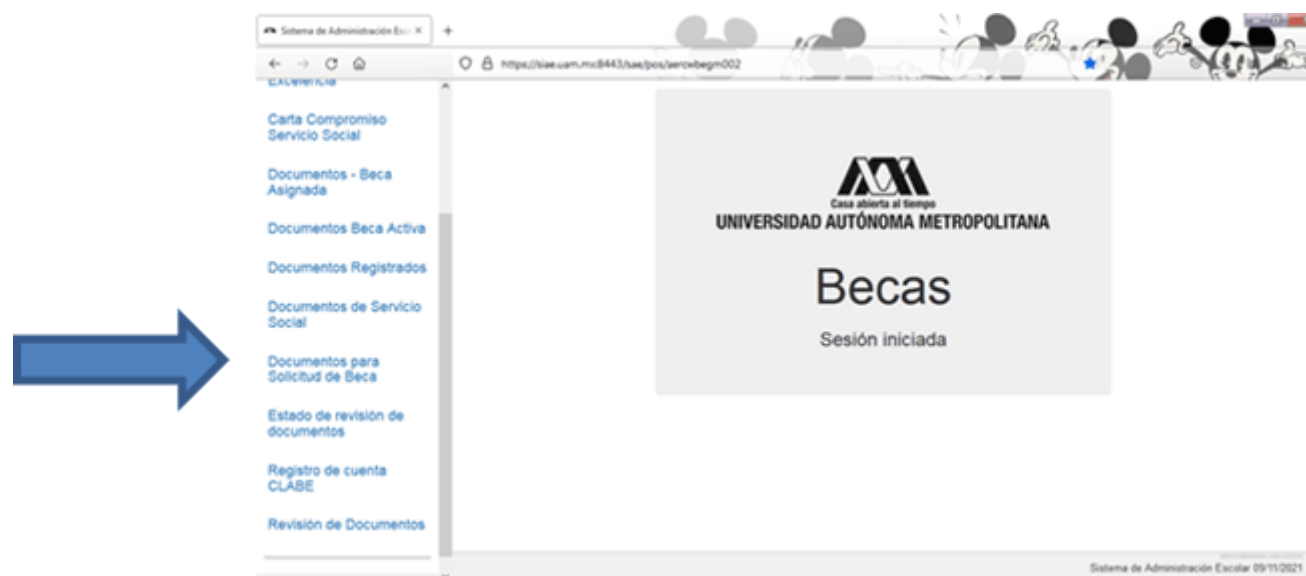 Sistema de Administración Esc
https://siae.uam.mx:8443/sae/pos/aerowbegm002
Excelencia
Carta Compromiso
Servicio Social
Documentos - Beca
Asignada
Documentos Beca Activa
Documentos Registrados
Documentos de Servicio
Social
Documentos para
Solicitud de Beca
Estado de revisión de
documentos
Registro de cuenta
CLABE
Revisión de Documentos
Casa abierta al tiempo
UNIVERSIDAD AUTÓNOMA METROPOLITANA
Becas
Sesión iniciada
Sistema de Administración Escolar 09/11/2021